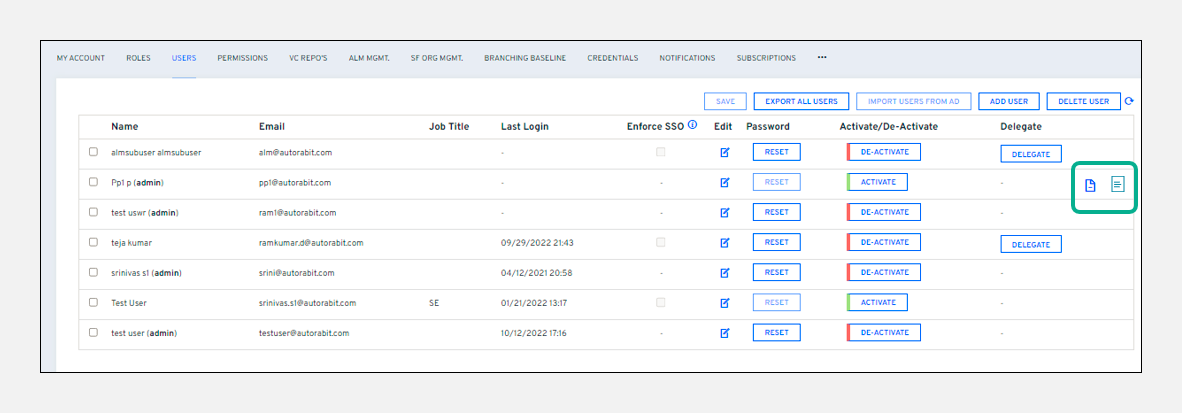 MY ACCOUNT ROLES USERS PERMISSIONS VC REPO'S ALM MGMT. SF ORG MGMT. BRANCHING BASELINE CREDENTIALS NOTIFICATIONS SUBSCRIPTIONS •••
SAVE EXPORT ALL USERS IMPORT USERS FROM AD ADD USER DELETE USER
Name Email Job Title Last Login Enforce SSO Edit Password Activate/De-Activate Delegate
almsubuser almsubuser alm@autorabit.com - RESET DE-ACTIVATE DELEGATE
Pp1 p (admin) pp1@autorabit.com - - RESET ACTIVATE -
test uswr (admin) ram1@autorabit.com - - RESET DE-ACTIVATE -
teja kumar ramkumar.d@autorabit.com 09/29/2022 21:43 RESET DE-ACTIVATE DELEGATE
srinivas s1 (admin) srini@autorabit.com 04/12/2021 20:58 - RESET DE-ACTIVATE -
Test User srinivas.s1@autorabit.com SE 01/21/2022 13:17 RESET ACTIVATE -
test user (admin) testuser@autorabit.com 10/12/2022 17:16 - RESET DE-ACTIVATE -